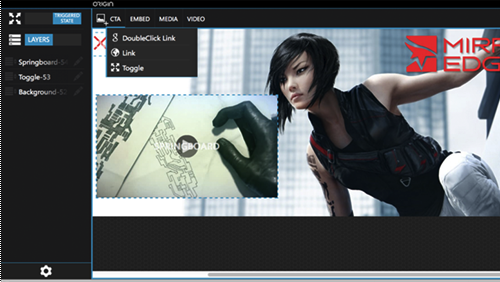 ORIGIN
TRIGGERED
STATE
CTA EMBED MEDIA VIDEO
LAYERS
DoubleClick Link
Link
Toggle
Springboard-5
Toggle-53
Background-5
MIRR
EDG
SPRINGBOARD